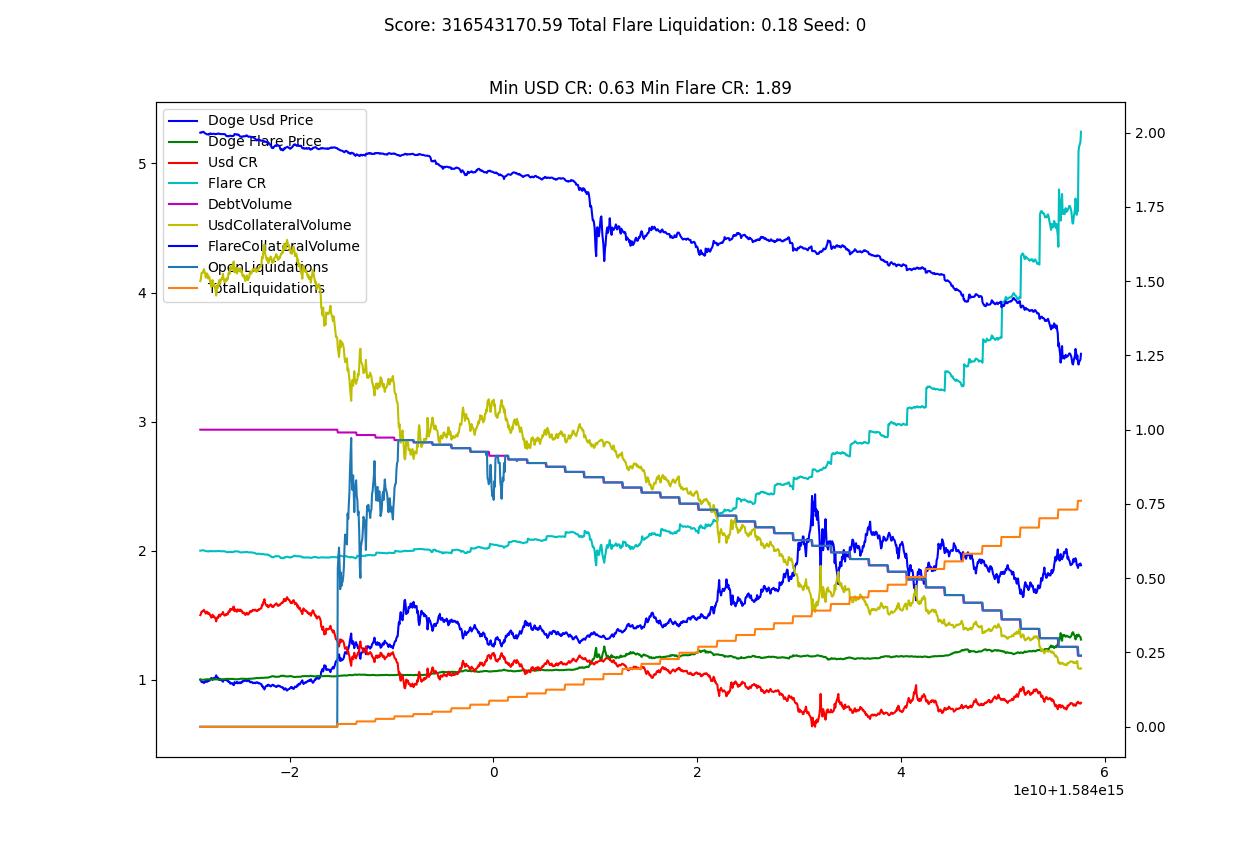 Score: 316543170.59 Total Flare Liquidation: 0.18 Seed: 0
Min USD CR: 0.63 Min Flare CR: 1.89
Doge Usd Price
Doge Flare Price
Usd CR
Flare CR
DebtVolume
UsdCollateralVolume
FlareCollateralVolume
OpenLiquidations
TotalLiquidations
5
4
3
2
1
2.00
1.75
1.50
1.25
1.00
0.75
0.50
0.25
0.00
−2 0 2 4 6
1e10+1.584e15